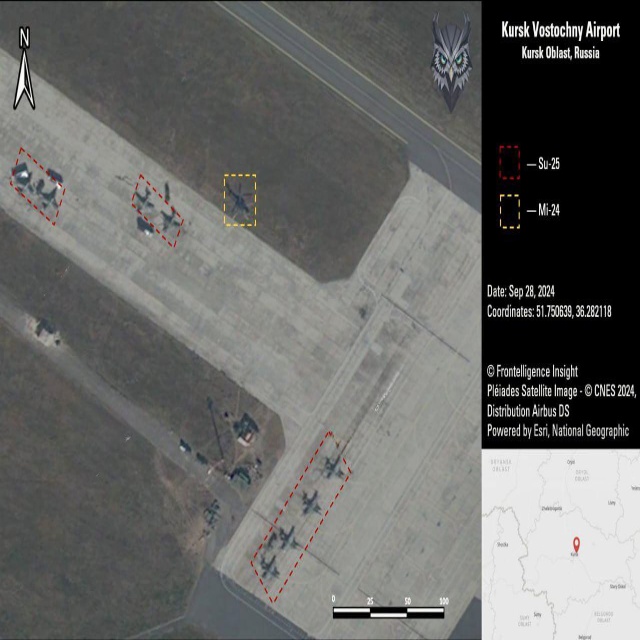 N
Kursk Vostochny Airport
Kursk Oblast, Russia
— Su-25
— Mi-24
Date: Sep 28, 2024
Coordinates: 51.750639, 36.282118
© Frontelligence Insight
Pléiades Satellite Image - © CNES 2024,
Distribution Airbus DS
Powered by Esri, National Geographic
0 25 50 100